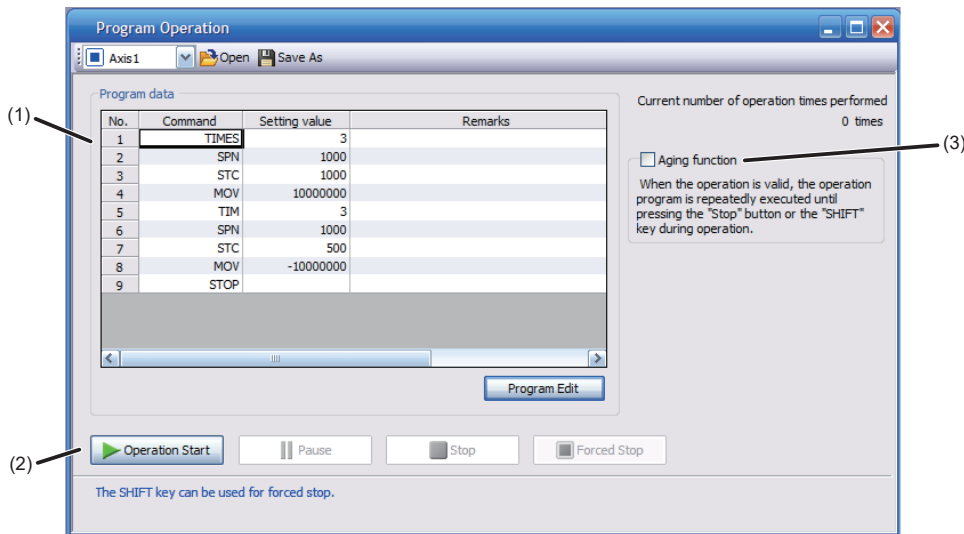 Program Operation
Axis1 Open Save As
Program data
No. Command Setting value Remarks
1 TIMES 3
2 SPN 1000
3 STC 1000
4 MOV 10000000
5 TIM 3
6 SPN 1000
7 STC 500
8 MOV -10000000
9 STOP
Program Edit
Current number of operation times performed
0 times
Aging function
When the operation is valid, the operation
program is repeatedly executed until
pressing the "Stop" button or the "SHIFT"
key during operation.
Operation Start Pause Stop Forced Stop
The SHIFT key can be used for forced stop.
(1)
(2)
(3)